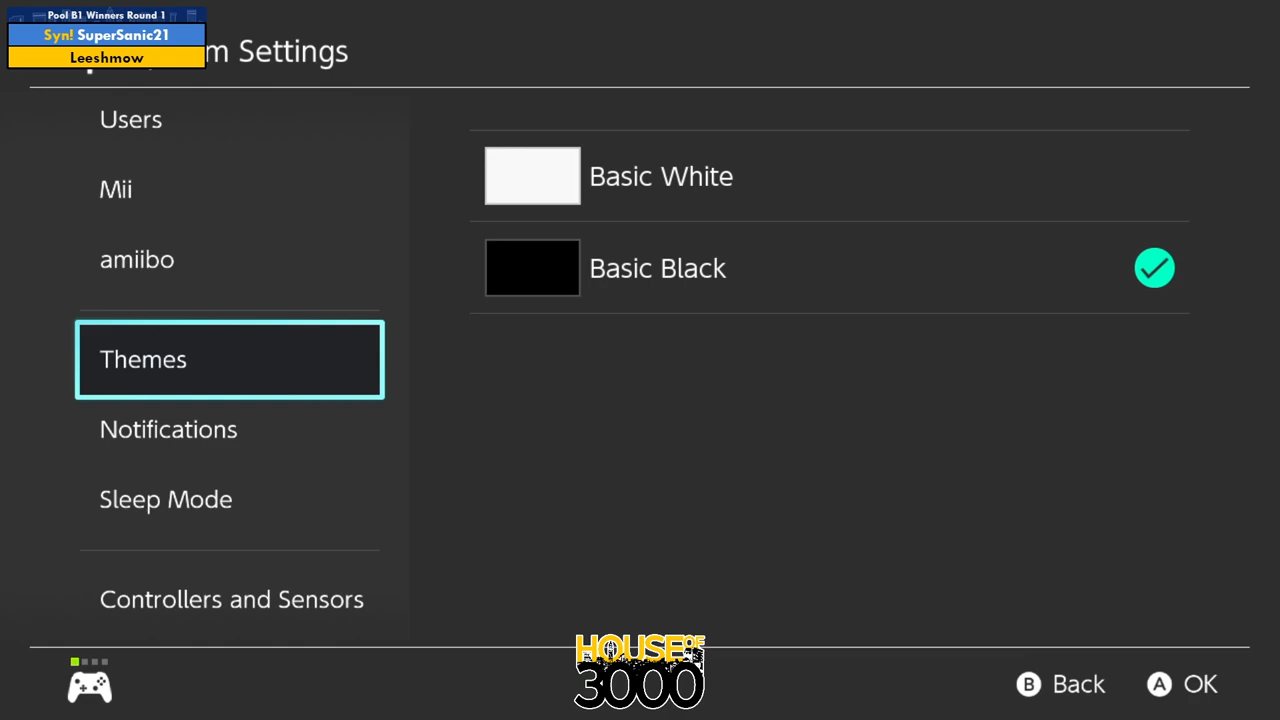 Pool B1 Winners Round 1
Syn! SuperSanic21
Leeshmow
m Settings
Users
Mii
amiibo
Themes
Notifications
Sleep Mode
Controllers and Sensors
Basic White
Basic Black
HOUSE OF
3000
B Back
A OK